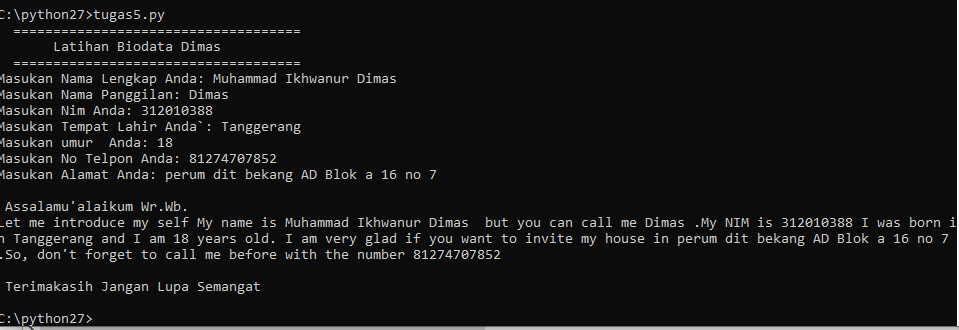 C:\python27>tugas5.py
====================================
Latihan Biodata Dimas
====================================
Masukan Nama Lengkap Anda: Muhammad Ikhwanur Dimas
Masukan Nama Panggilan: Dimas
Masukan Nim Anda: 312010388
Masukan Tempat Lahir Anda`: Tanggerang
Masukan umur  Anda: 18
Masukan No Telpon Anda: 81274707852
Masukan Alamat Anda: perum dit bekang AD Blok a 16 no 7
Assalamu'alaikum Wr.Wb.
Let me introduce my self My name is Muhammad Ikhwanur Dimas  but you can call me Dimas .My NIM is 312010388 I was born i
n Tanggerang and I am 18 years old. I am very glad if you want to invite my house in perum dit bekang AD Blok a 16 no 7
.So, don't forget to call me before with the number 81274707852
Terimakasih Jangan Lupa Semangat
C:\python27>